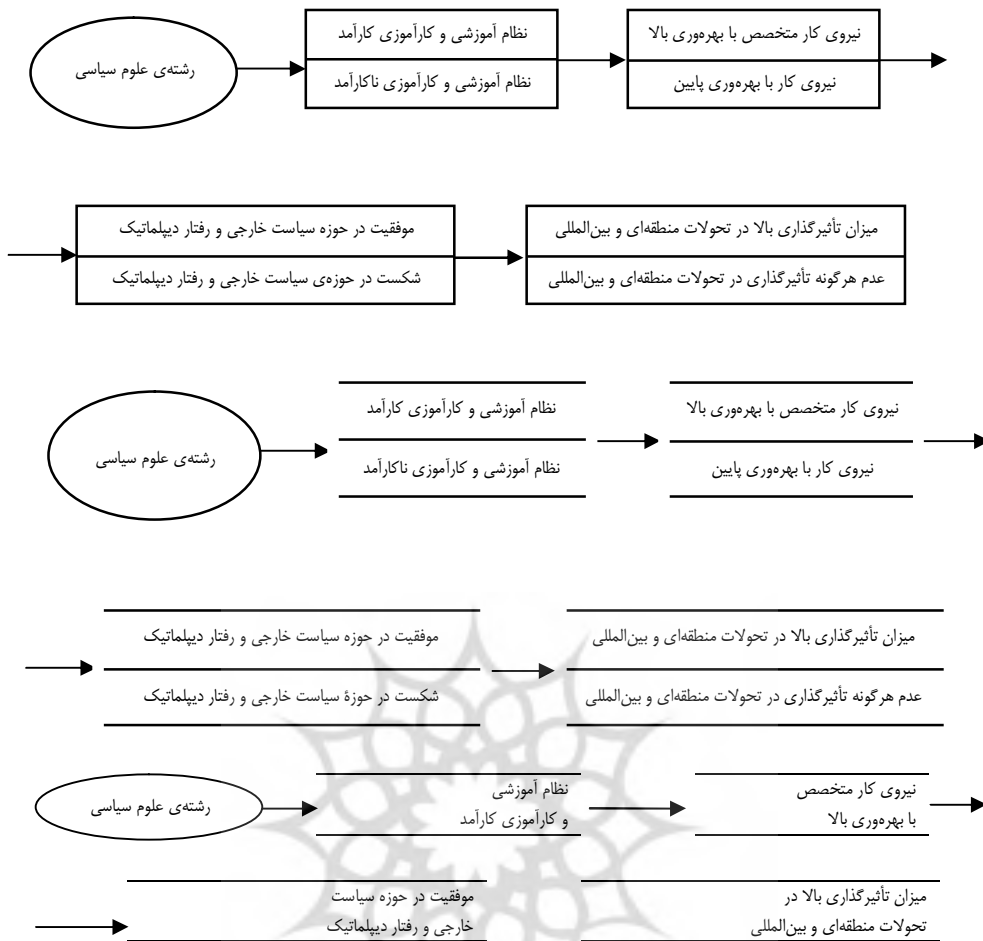 رشته‌ی علوم سیاسی
نظام آموزشی و کارآموزی کارآمد
نظام آموزشی و کارآموزی ناکارآمد
نیروی کار متخصص با بهره‌وری بالا
نیروی کار با بهره‌وری پایین
موفقیت در حوزه سیاست خارجی و رفتار دیپلماتیک
شکست در حوزه‌ی سیاست خارجی و رفتار دیپلماتیک
میزان تأثیرگذاری بالا در تحولات منطقه‌ای و بین‌المللی
عدم هرگونه تأثیرگذاری در تحولات منطقه‌ای و بین‌المللی
رشته‌ی علوم سیاسی
نظام آموزشی و کارآموزی کارآمد
نظام آموزشی و کارآموزی ناکارآمد
نیروی کار متخصص با بهره‌وری بالا
نیروی کار با بهره‌وری پایین
موفقیت در حوزه سیاست خارجی و رفتار دیپلماتیک
شکست در حوزۀ سیاست خارجی و رفتار دیپلماتیک
میزان تأثیرگذاری بالا در تحولات منطقه‌ای و بین‌المللی
عدم هرگونه تأثیرگذاری در تحولات منطقه‌ای و بین‌المللی
رشته‌ی علوم سیاسی
نظام آموزشی
و کارآموزی کارآمد
نیروی کار متخصص
با بهره‌وری بالا
موفقیت در حوزه سیاست
خارجی و رفتار دیپلماتیک
میزان تأثیرگذاری بالا در
تحولات منطقه‌ای و بین‌المللی